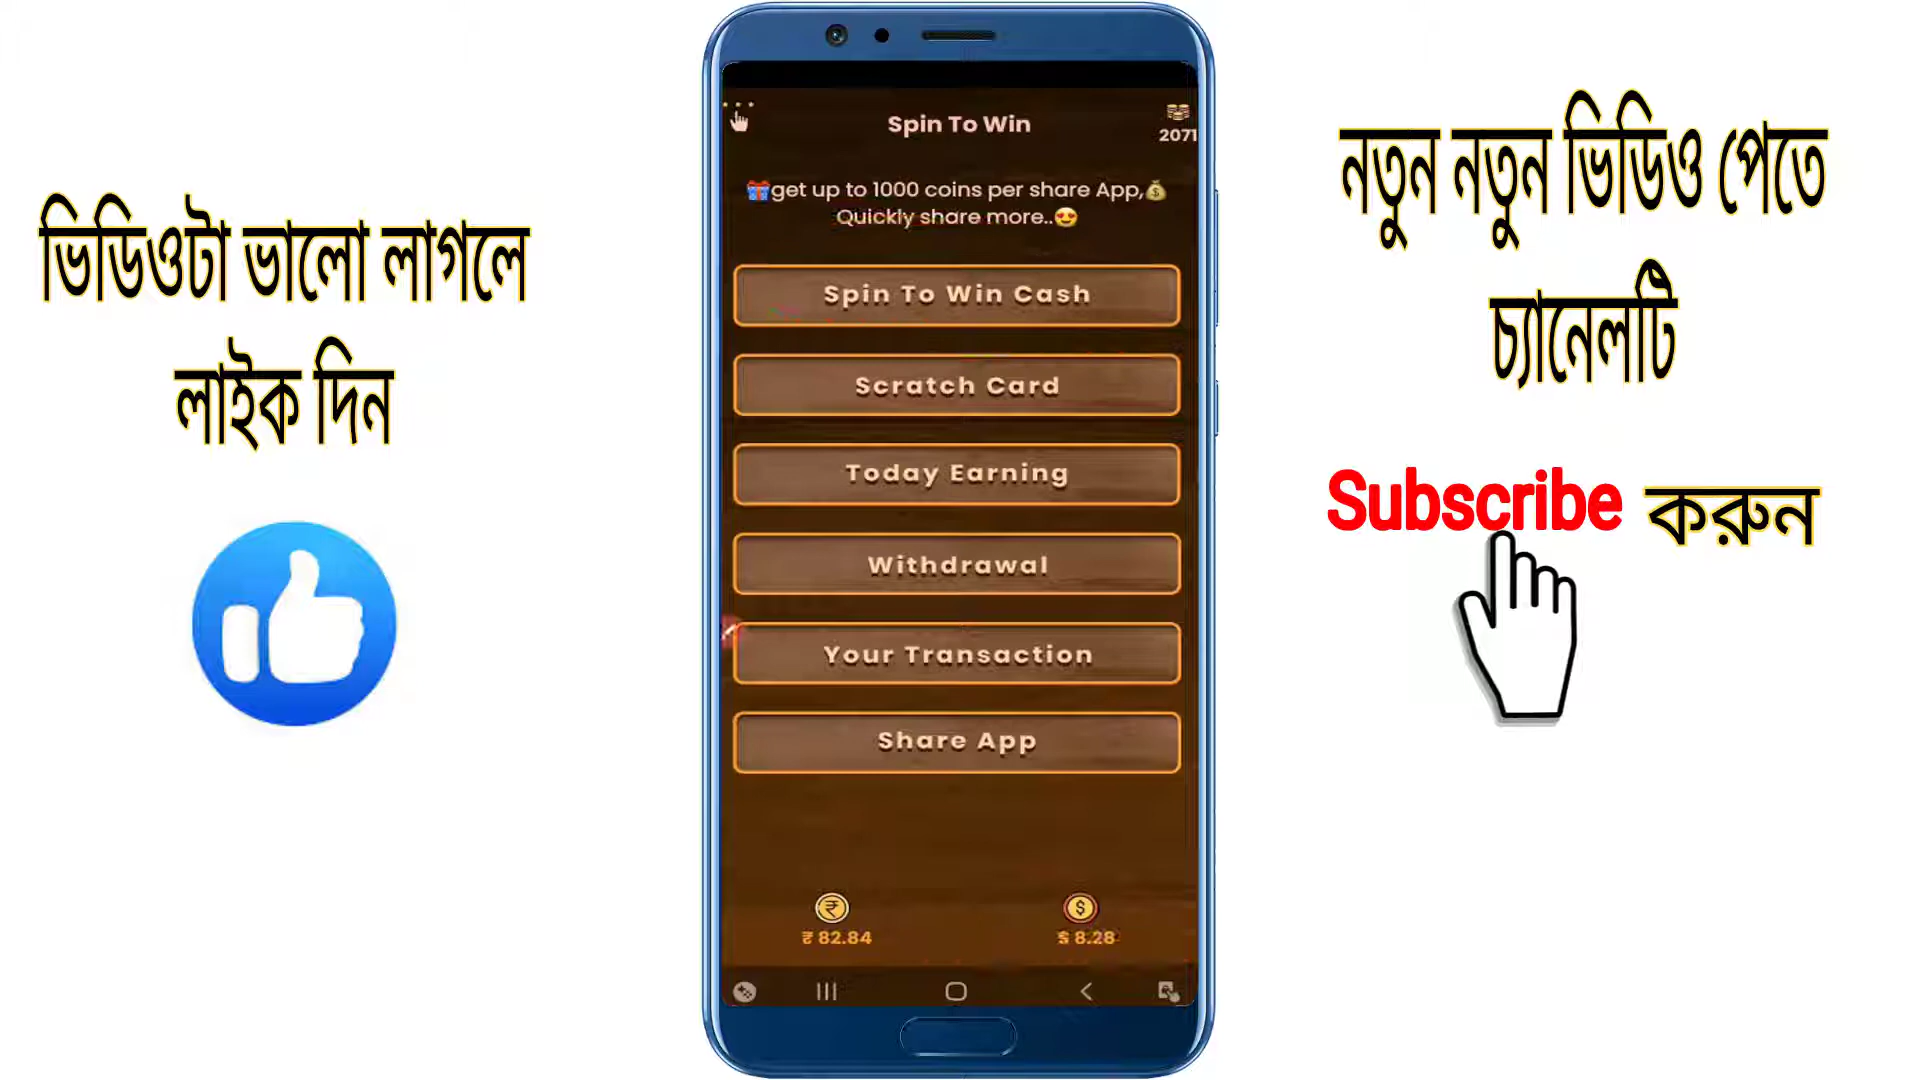 ভিডিওটা ভালো লাগলে
লাইক দিন
Spin To Win
2071
🎁get up to 1000 coins per share App,💰
Quickly share more..😍
Spin To Win Cash
Scratch Card
Today Earning
Withdrawal
Your Transaction
Share App
₹ 82.84
$ 8.28
নতুন নতুন ভিডিও পেতে
চ্যানেলটি
Subscribe করুন